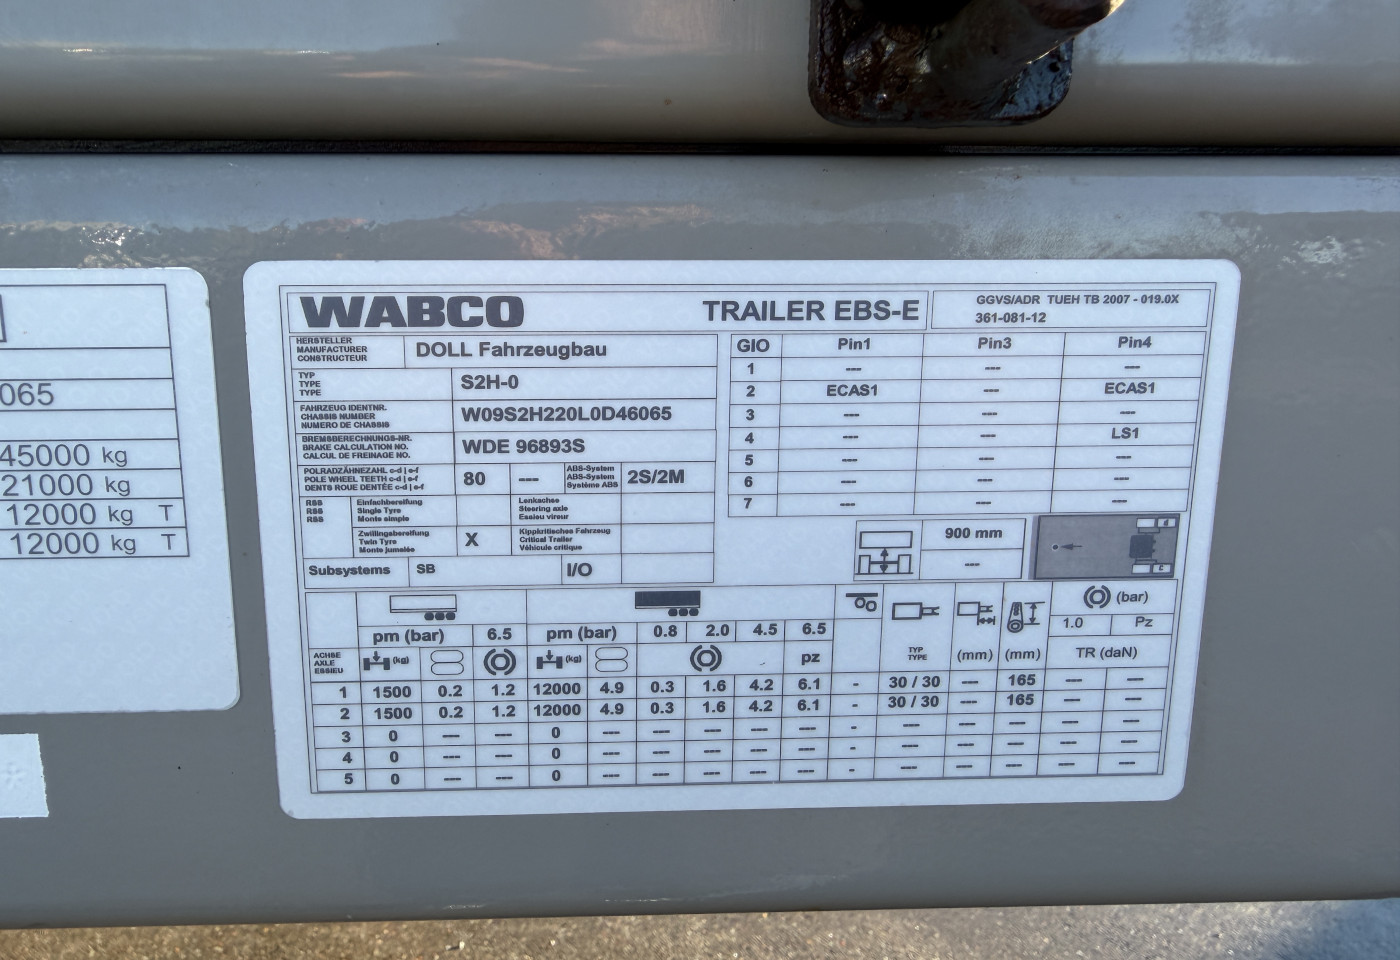 065
45000 kg
21000 kg
12000 kg T
12000 kg T
WABCO TRAILER EBS-E
GGVS/ADR TUEH TB 2007 - 019.0X
361-081-12
HERSTELLER
MANUFACTURER
CONSTRUCTEUR
DOLL Fahrzeugbau
TYP
TYPE
TYPE
S2H-0
FAHRZEUG IDENTNR.
CHASSIS NUMBER
NUMERO DE CHASSIS
W09S2H220L0D46065
BREMSBERECHNUNGS-NR.
BRAKE CALCULATION NO.
CALCUL DE FREINAGE NO.
WDE 96893S
POLRADZÄHNEZAHL c-d | e-f
POLE WHEEL TEETH c-d | e-f
DENTS ROUE DENTÉE c-d | e-f
80 ---
ABS-System
ABS-System
Système ABS
2S/2M
RSS
RSS
RSS
Einfachbereifung
Single Tyre
Monte simple
Lenkachse
Steering axle
Essieu vireur
Zwillingsbereifung
Twin Tyre
Monte jumelée
X
Kippkritisches Fahrzeug
Critical Trailer
Véhicule critique
Subsystems SB I/O
GIO Pin1 Pin3 Pin4
1 --- --- ---
2 ECAS1 --- ECAS1
3 --- --- ---
4 --- --- LS1
5 --- --- ---
6 --- --- ---
7 --- --- ---
900 mm
---
d
c
(bar)
pm (bar) 6.5 pm (bar) 0.8 2.0 4.5 6.5 1.0 Pz
ACHSE
AXLE
ESSIEU
(kg) (kg) pz
TYP
TYPE
(mm) (mm) TR (daN)
1 1500 0.2 1.2 12000 4.9 0.3 1.6 4.2 6.1 - 30 / 30 --- 165 --- ---
2 1500 0.2 1.2 12000 4.9 0.3 1.6 4.2 6.1 - 30 / 30 --- 165 --- ---
3 0 --- --- 0 --- --- --- --- --- - --- --- --- --- ---
4 0 --- --- 0 --- --- --- --- --- - --- --- --- --- ---
5 0 --- --- 0 --- --- --- --- --- - --- --- --- --- ---